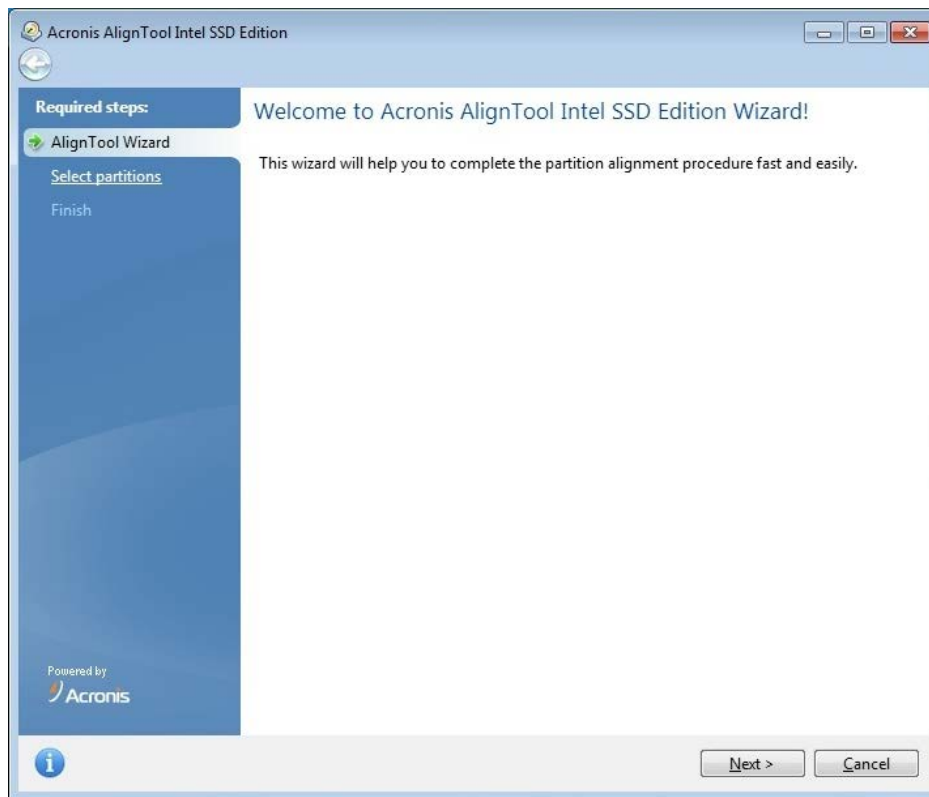 Acronis AlignTool Intel SSD Edition
Required steps:
AlignTool Wizard
Select partitions
Finish
Welcome to Acronis AlignTool Intel SSD Edition Wizard!
This wizard will help you to complete the partition alignment procedure fast and easily.
Powered by
Acronis
Next >
Cancel